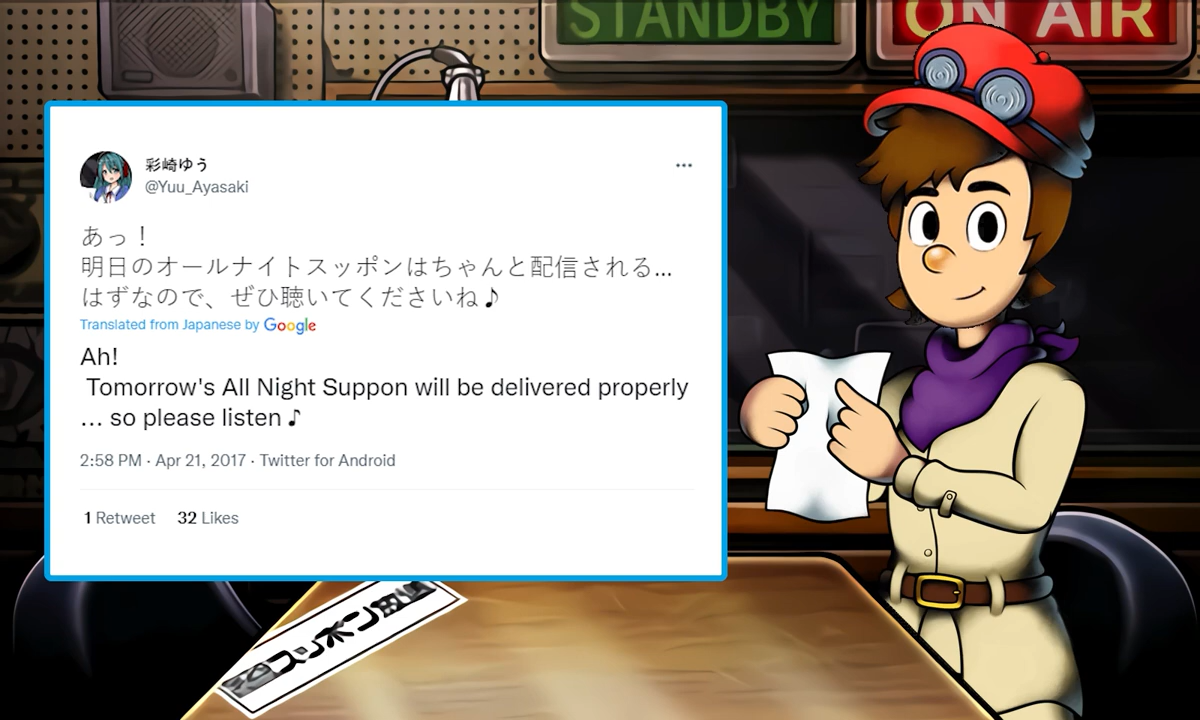 STANDBY
ON AIR
彩崎ゆう
@Yuu_Ayasaki
あっ！
明日のオールナイトスッポンはちゃんと配信される...
はずなので、ぜひ聴いてくださいね♪
Translated from Japanese by Google
Ah!
Tomorrow's All Night Suppon will be delivered properly
... so please listen ♪
2:58 PM · Apr 21, 2017 · Twitter for Android
1 Retweet 32 Likes
スッポン